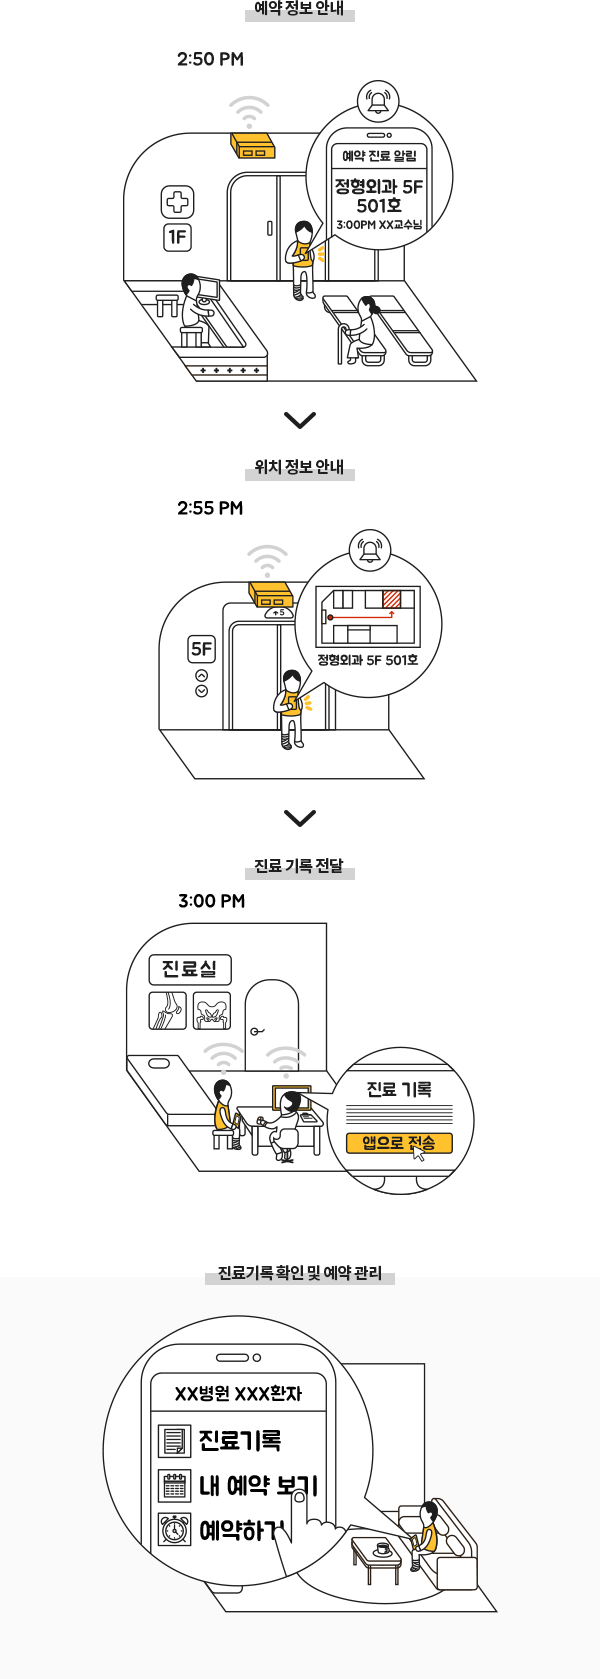 예약 정보 안내
2:50 PM
예약 진료 알림
정형외과 5F
501호
3:00PM XX교수님
1F
위치 정보 안내
2:55 PM
5
5F
정형외과 5F 501호
진료 기록 전달
3:00 PM
진료실
진료 기록
앱으로 전송
진료기록 확인 및 예약 관리
XX병원 XXX환자
진료기록
내 예약 보기
예약하기